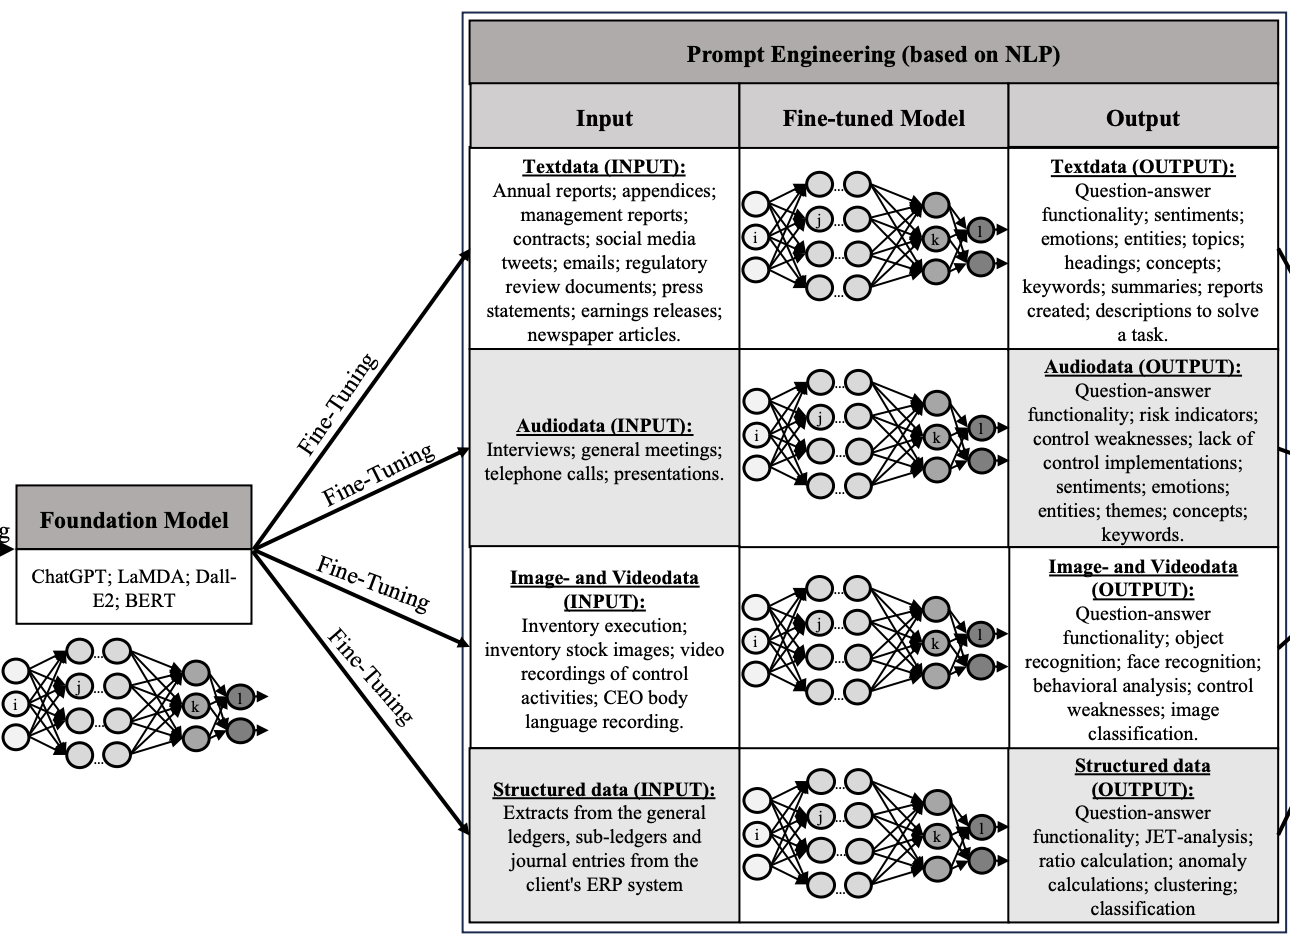 Prompt Engineering (based on NLP)
Input
Fine-tuned Model
Output
Textdata (INPUT):
Annual reports; appendices;
management reports;
contracts; social media
tweets; emails; regulatory
review documents; press
statements; earnings releases;
newspaper articles.
i
j
...
...
...
...
k
l
Textdata (OUTPUT):
Question-answer
functionality; sentiments;
emotions; entities; topics;
headings; concepts;
keywords; summaries; reports
created; descriptions to solve
a task.
Audiodata (INPUT):
Interviews; general meetings;
telephone calls; presentations.
i
j
...
...
...
...
k
l
Audiodata (OUTPUT):
Question-answer
functionality; risk indicators;
control weaknesses; lack of
control implementations;
sentiments; emotions;
entities; themes; concepts;
keywords.
Image- and Videodata
(INPUT):
Inventory execution;
inventory stock images; video
recordings of control
activities; CEO body
language recording.
i
j
...
...
...
...
k
l
Image- and Videodata
(OUTPUT):
Question-answer
functionality; object
recognition; face recognition;
behavioral analysis; control
weaknesses; image
classification.
Structured data (INPUT):
Extracts from the general
ledgers, sub-ledgers and
journal entries from the
client's ERP system
i
j
...
...
...
...
k
l
Structured data
(OUTPUT):
Question-answer
functionality; JET-analysis;
ratio calculation; anomaly
calculations; clustering;
classification
Fine-Tuning
Fine-Tuning
Fine-Tuning
Fine-Tuning
g
Foundation Model
ChatGPT; LaMDA; Dall-
E2; BERT
i
j
...
...
...
...
k
l